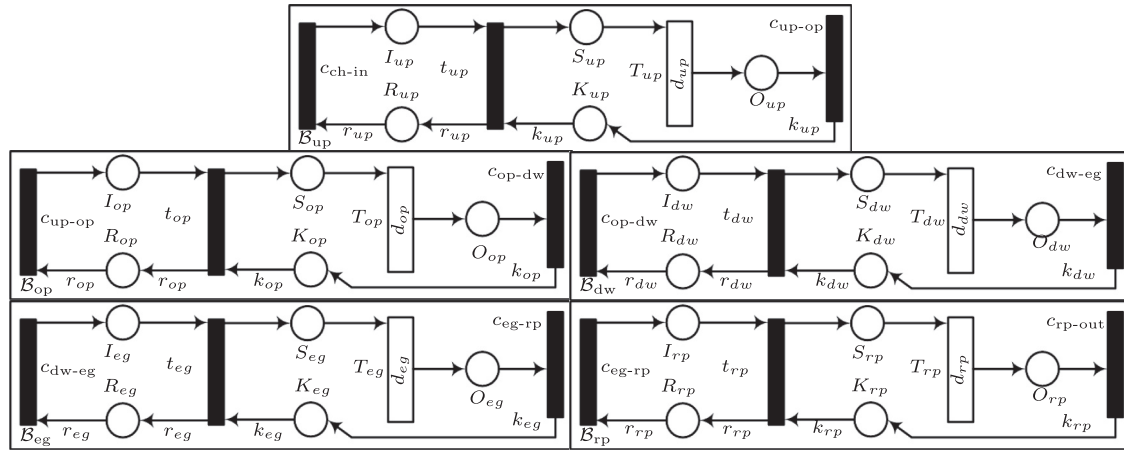 c_up-op
c_ch-in I_up t_up S_up T_up d_up O_up
R_up K_up
B_up r_up r_up k_up k_up
c_op-dw
c_up-op I_op t_op S_op T_op d_op O_op
R_op K_op
B_op r_op r_op k_op k_op
c_dw-eg
c_op-dw I_dw t_dw S_dw T_dw d_dw O_dw
R_dw K_dw
B_dw r_dw r_dw k_dw k_dw
c_eg-rp
c_dw-eg I_eg t_eg S_eg T_eg d_eg O_eg
R_eg K_eg
B_eg r_eg r_eg k_eg k_eg
c_rp-out
c_eg-rp I_rp t_rp S_rp T_rp d_rp O_rp
R_rp K_rp
B_rp r_rp r_rp k_rp k_rp